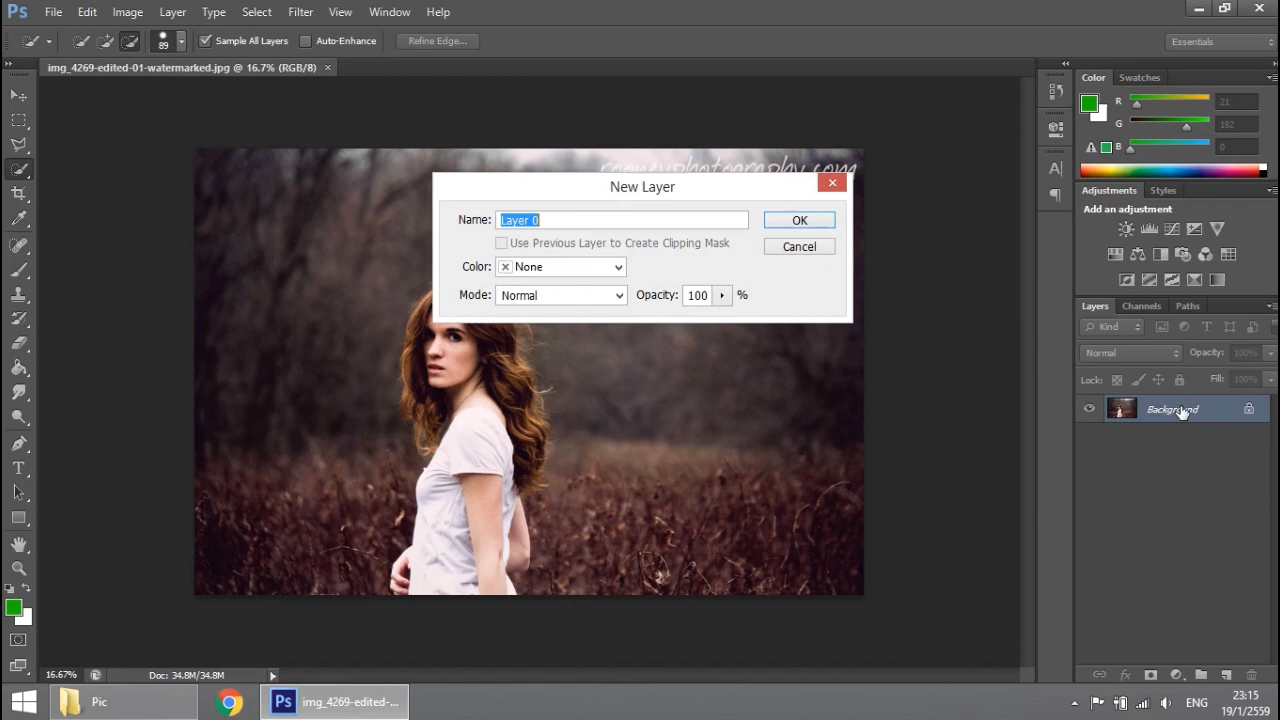 Ps File Edit Image Layer Type Select Filter View Window Help
89 Sample All Layers Auto-Enhance Refine Edge... Essentials
img_4269-edited-01-watermarked.jpg @ 16.7% (RGB/8) ×
Color Swatches
R 21
G 182
B 0
Adjustments Styles
Add an adjustment
Layers Channels Paths
Kind
Normal Opacity: 100%
Lock: Fill: 100%
Background
New Layer
Name: Layer 0 OK
Use Previous Layer to Create Clipping Mask Cancel
Color: None
Mode: Normal Opacity: 100 %
16.67% Doc: 34.8M/34.8M
Pic Ps img_4269-edited-... ENG 23:15
19/1/2559